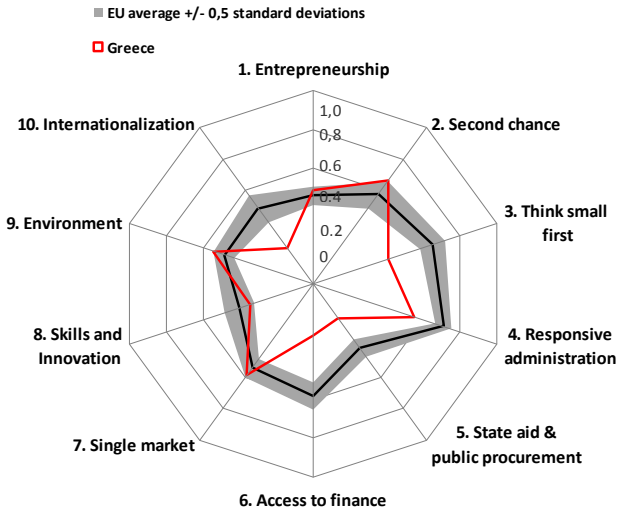 EU average +/- 0,5 standard deviations
Greece
1. Entrepreneurship
10. Internationalization
2. Second chance
1,0
0,8
0.6
0.4
0.2
0
9. Environment
3. Think small
first
8. Skills and
Innovation
4. Responsive
administration
7. Single market
5. State aid &
public procurement
6. Access to finance